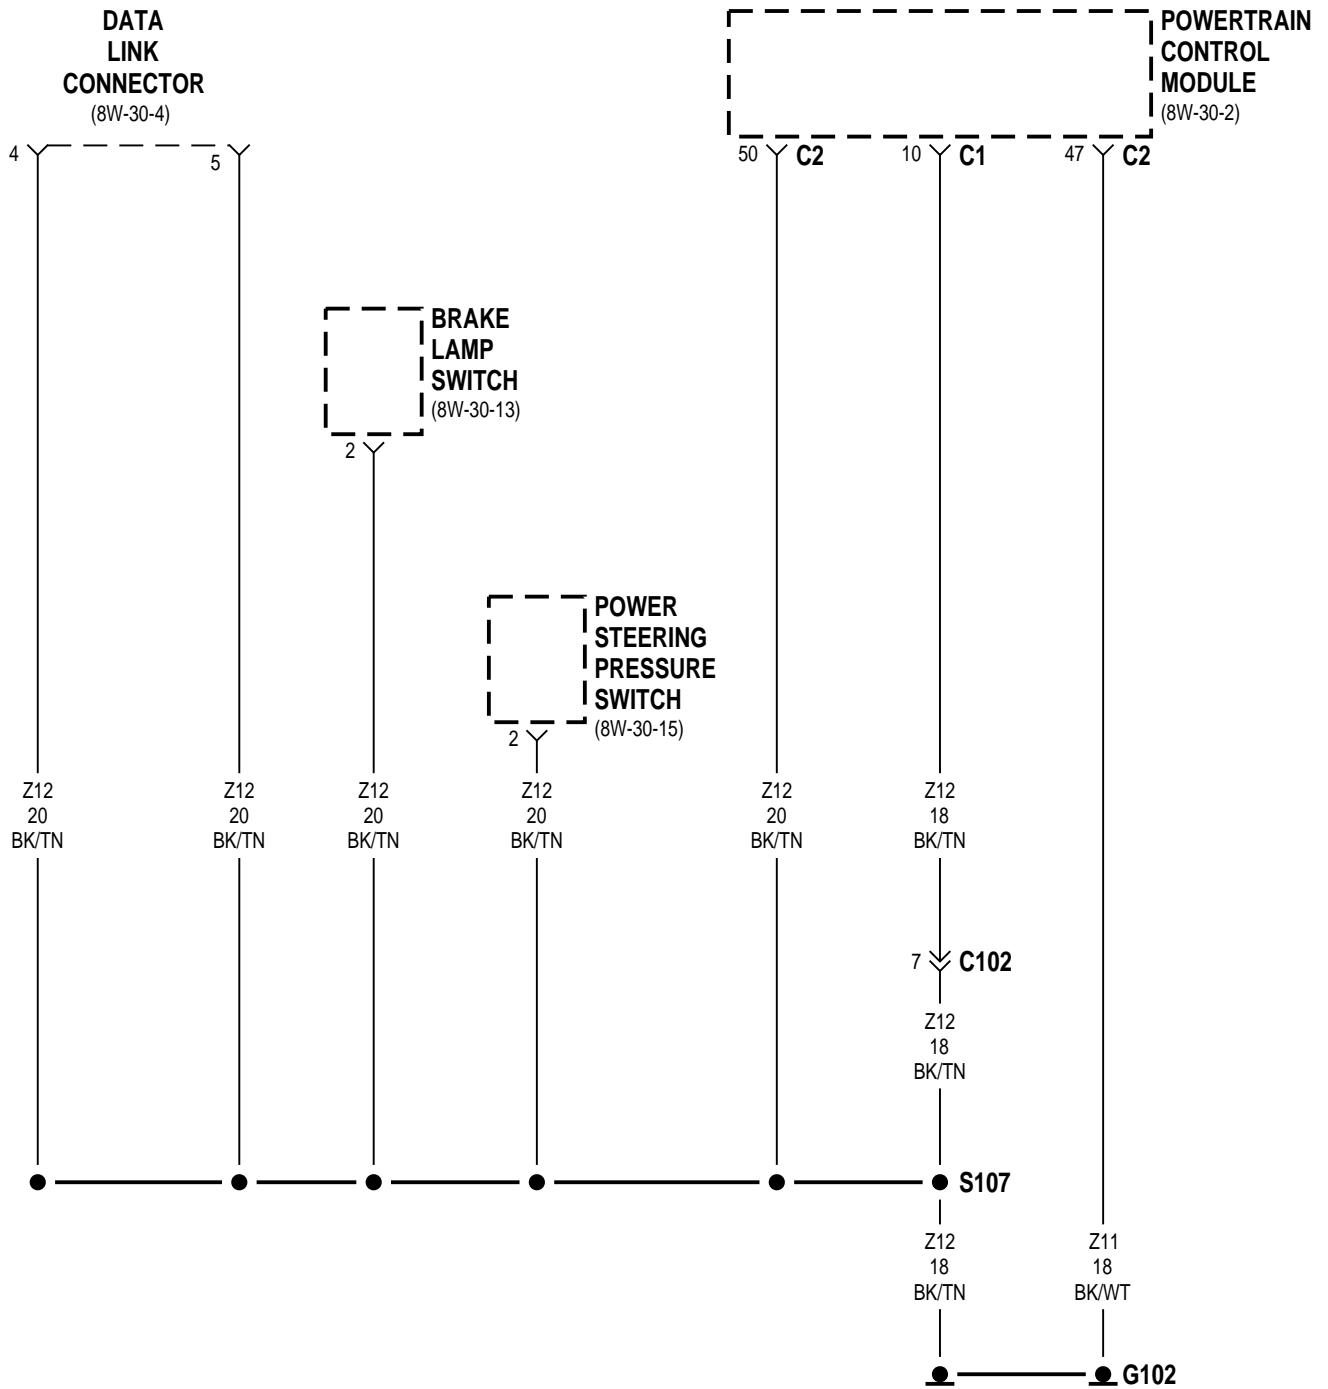 DATA
LINK
CONNECTOR
(8W-30-4)
4
5
POWERTRAIN
CONTROL
MODULE
(8W-30-2)
50 C2
10 C1
47 C2
BRAKE
LAMP
SWITCH
(8W-30-13)
2
POWER
STEERING
PRESSURE
SWITCH
(8W-30-15)
2
Z12
20
BK/TN
Z12
20
BK/TN
Z12
20
BK/TN
Z12
20
BK/TN
Z12
20
BK/TN
Z12
18
BK/TN
7 C102
Z12
18
BK/TN
S107
Z12
18
BK/TN
Z11
18
BK/WT
G102